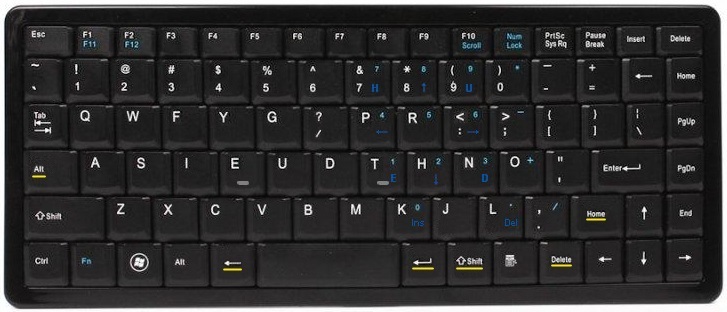 Esc F1 F11 F2 F12 F3 F4 F5 F6 F7 F8 F9 F10 Scroll Num Lock PrtSc Sys Rq Pause Break Insert Delete
~ ` ! 1 @ 2 # 3 $ 4 % 5 ^ 6 & 7 7 H * 8 8 ↑ ( 9 9 U ) * 0 - - + = ← Home
Tab Q W F Y G ? / P 4 ← R 5 < 6 : → > - ; { [ } ] | \ PgUp
Alt A S I E U D T 1 E H 2 ↓ N 3 D O + " ' Enter PgDn
⇧ Shift Z X C V B M K 0 Ins J L . Del , / Home ↑ End
Ctrl Fn Alt ← ↵ ⇧ Shift Delete ← ↓ →